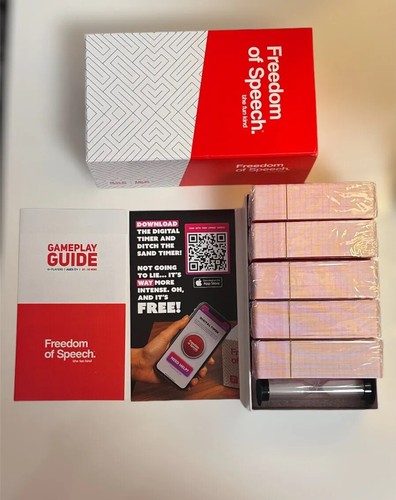 Freedom
of Speech.
the fun kind
Freedom
of Speech.
GAMEPLAY
GUIDE
Freedom
of Speech.
the fun kind
DOWNLOAD
THE DIGITAL
TIMER AND
DITCH THE
SAND TIMER!
NOT GOING
TO LIE... IT'S
WAY MORE
INTENSE. OH,
AND IT'S
FREE!
App Store